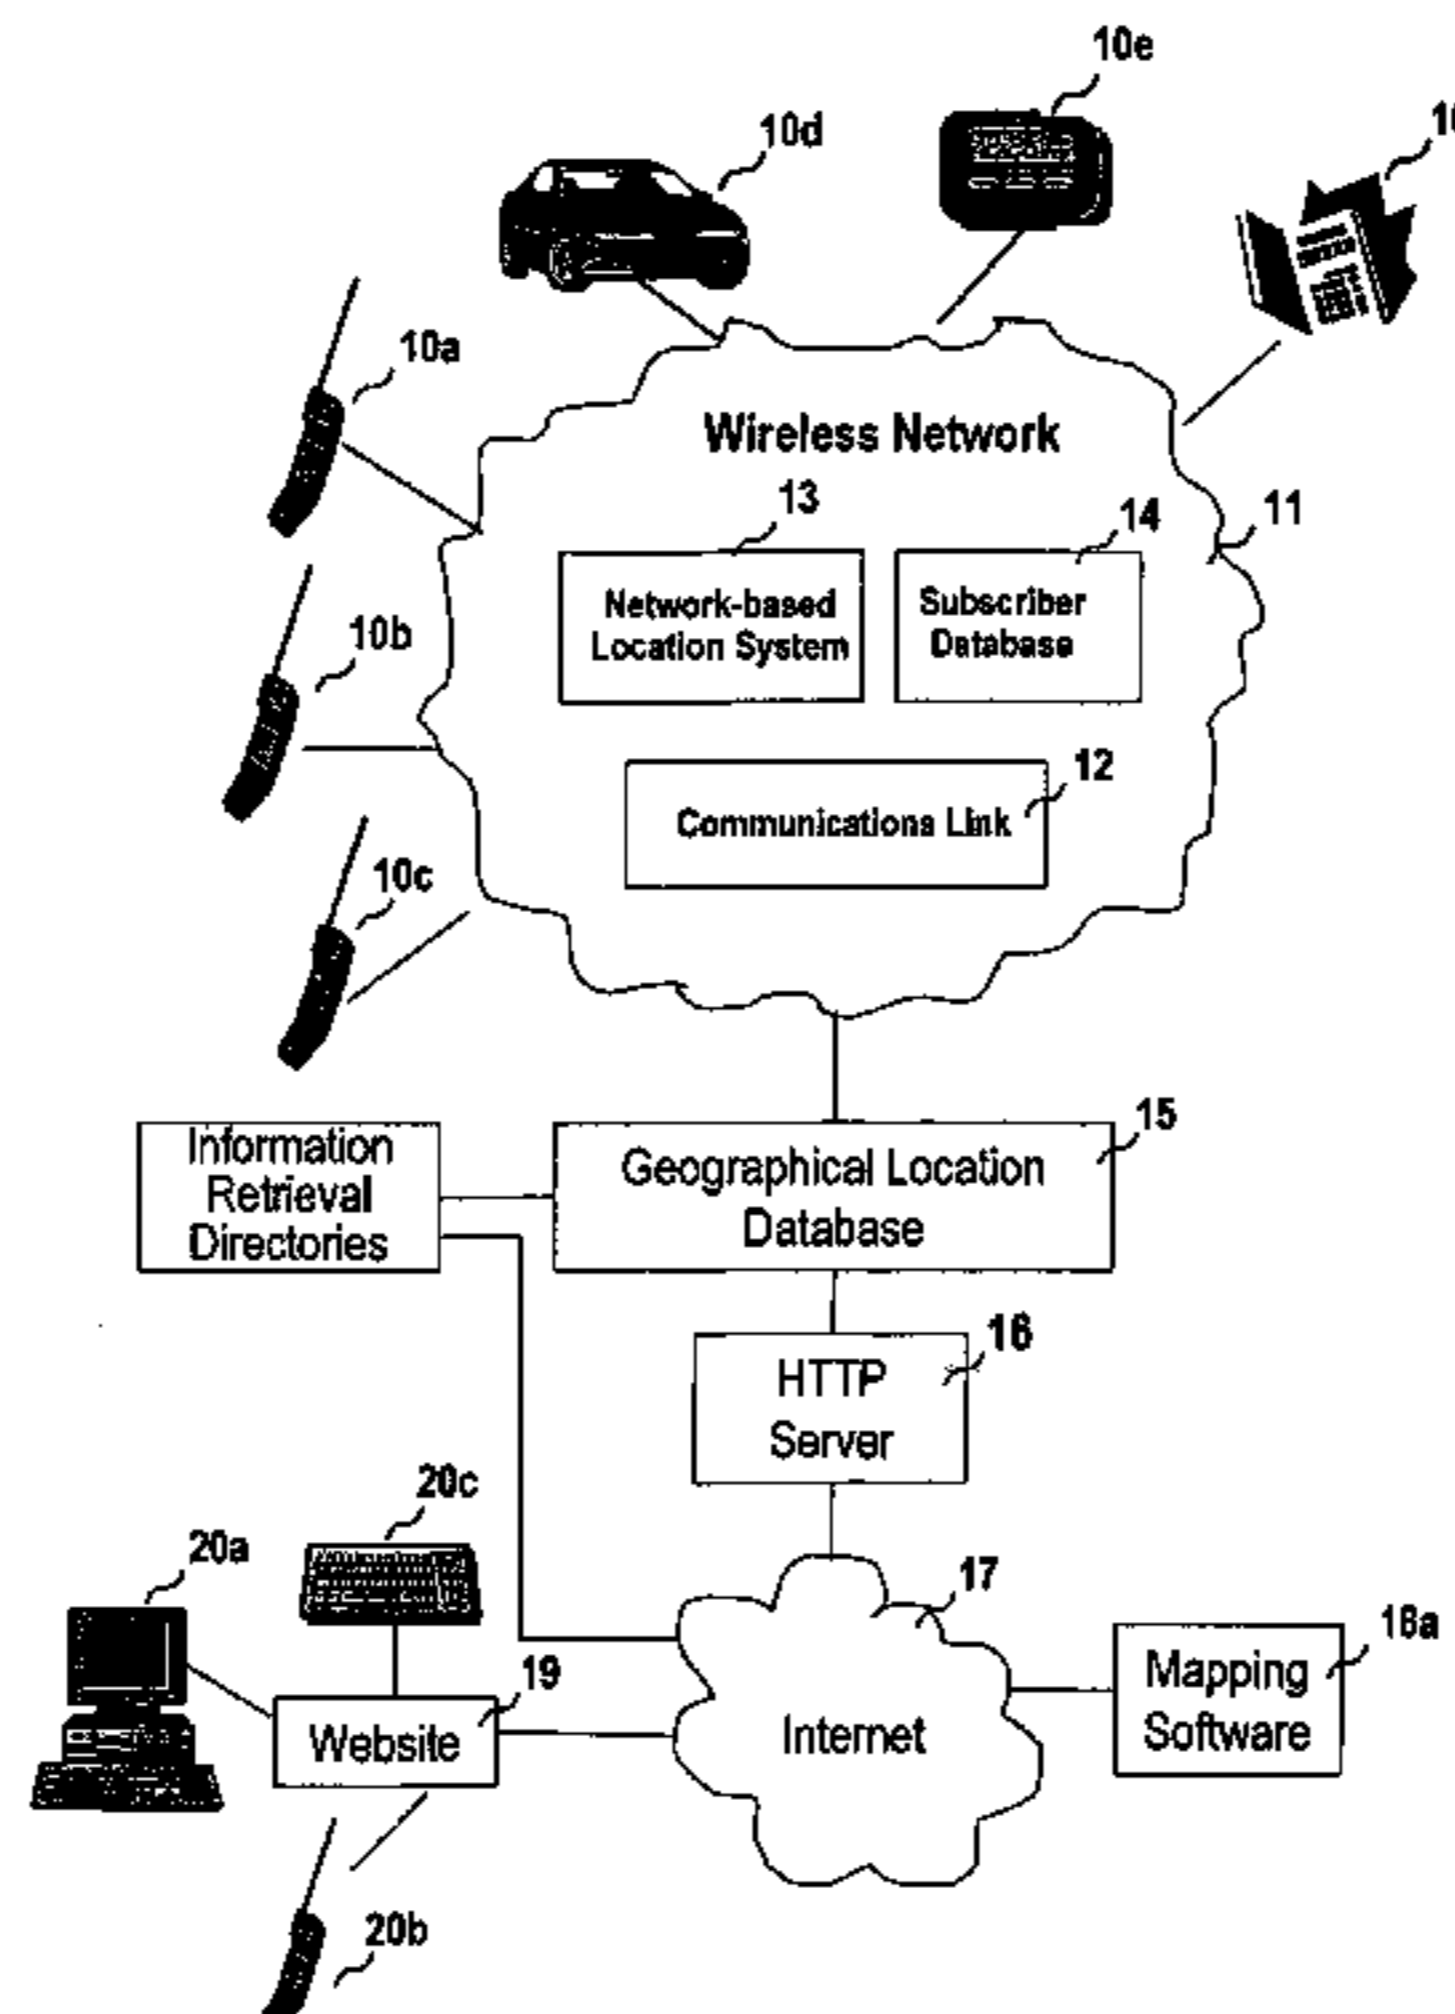 10e
10d
10a
Wireless Network
13
14
11
Network-based
Location System
Subscriber
Database
10b
12
Communications Link
10c
15
Information
Retrieval
Directories
Geographical Location
Database
16
HTTP
Server
20c
20a
17
18a
Mapping
Software
19
Website
Internet
20b